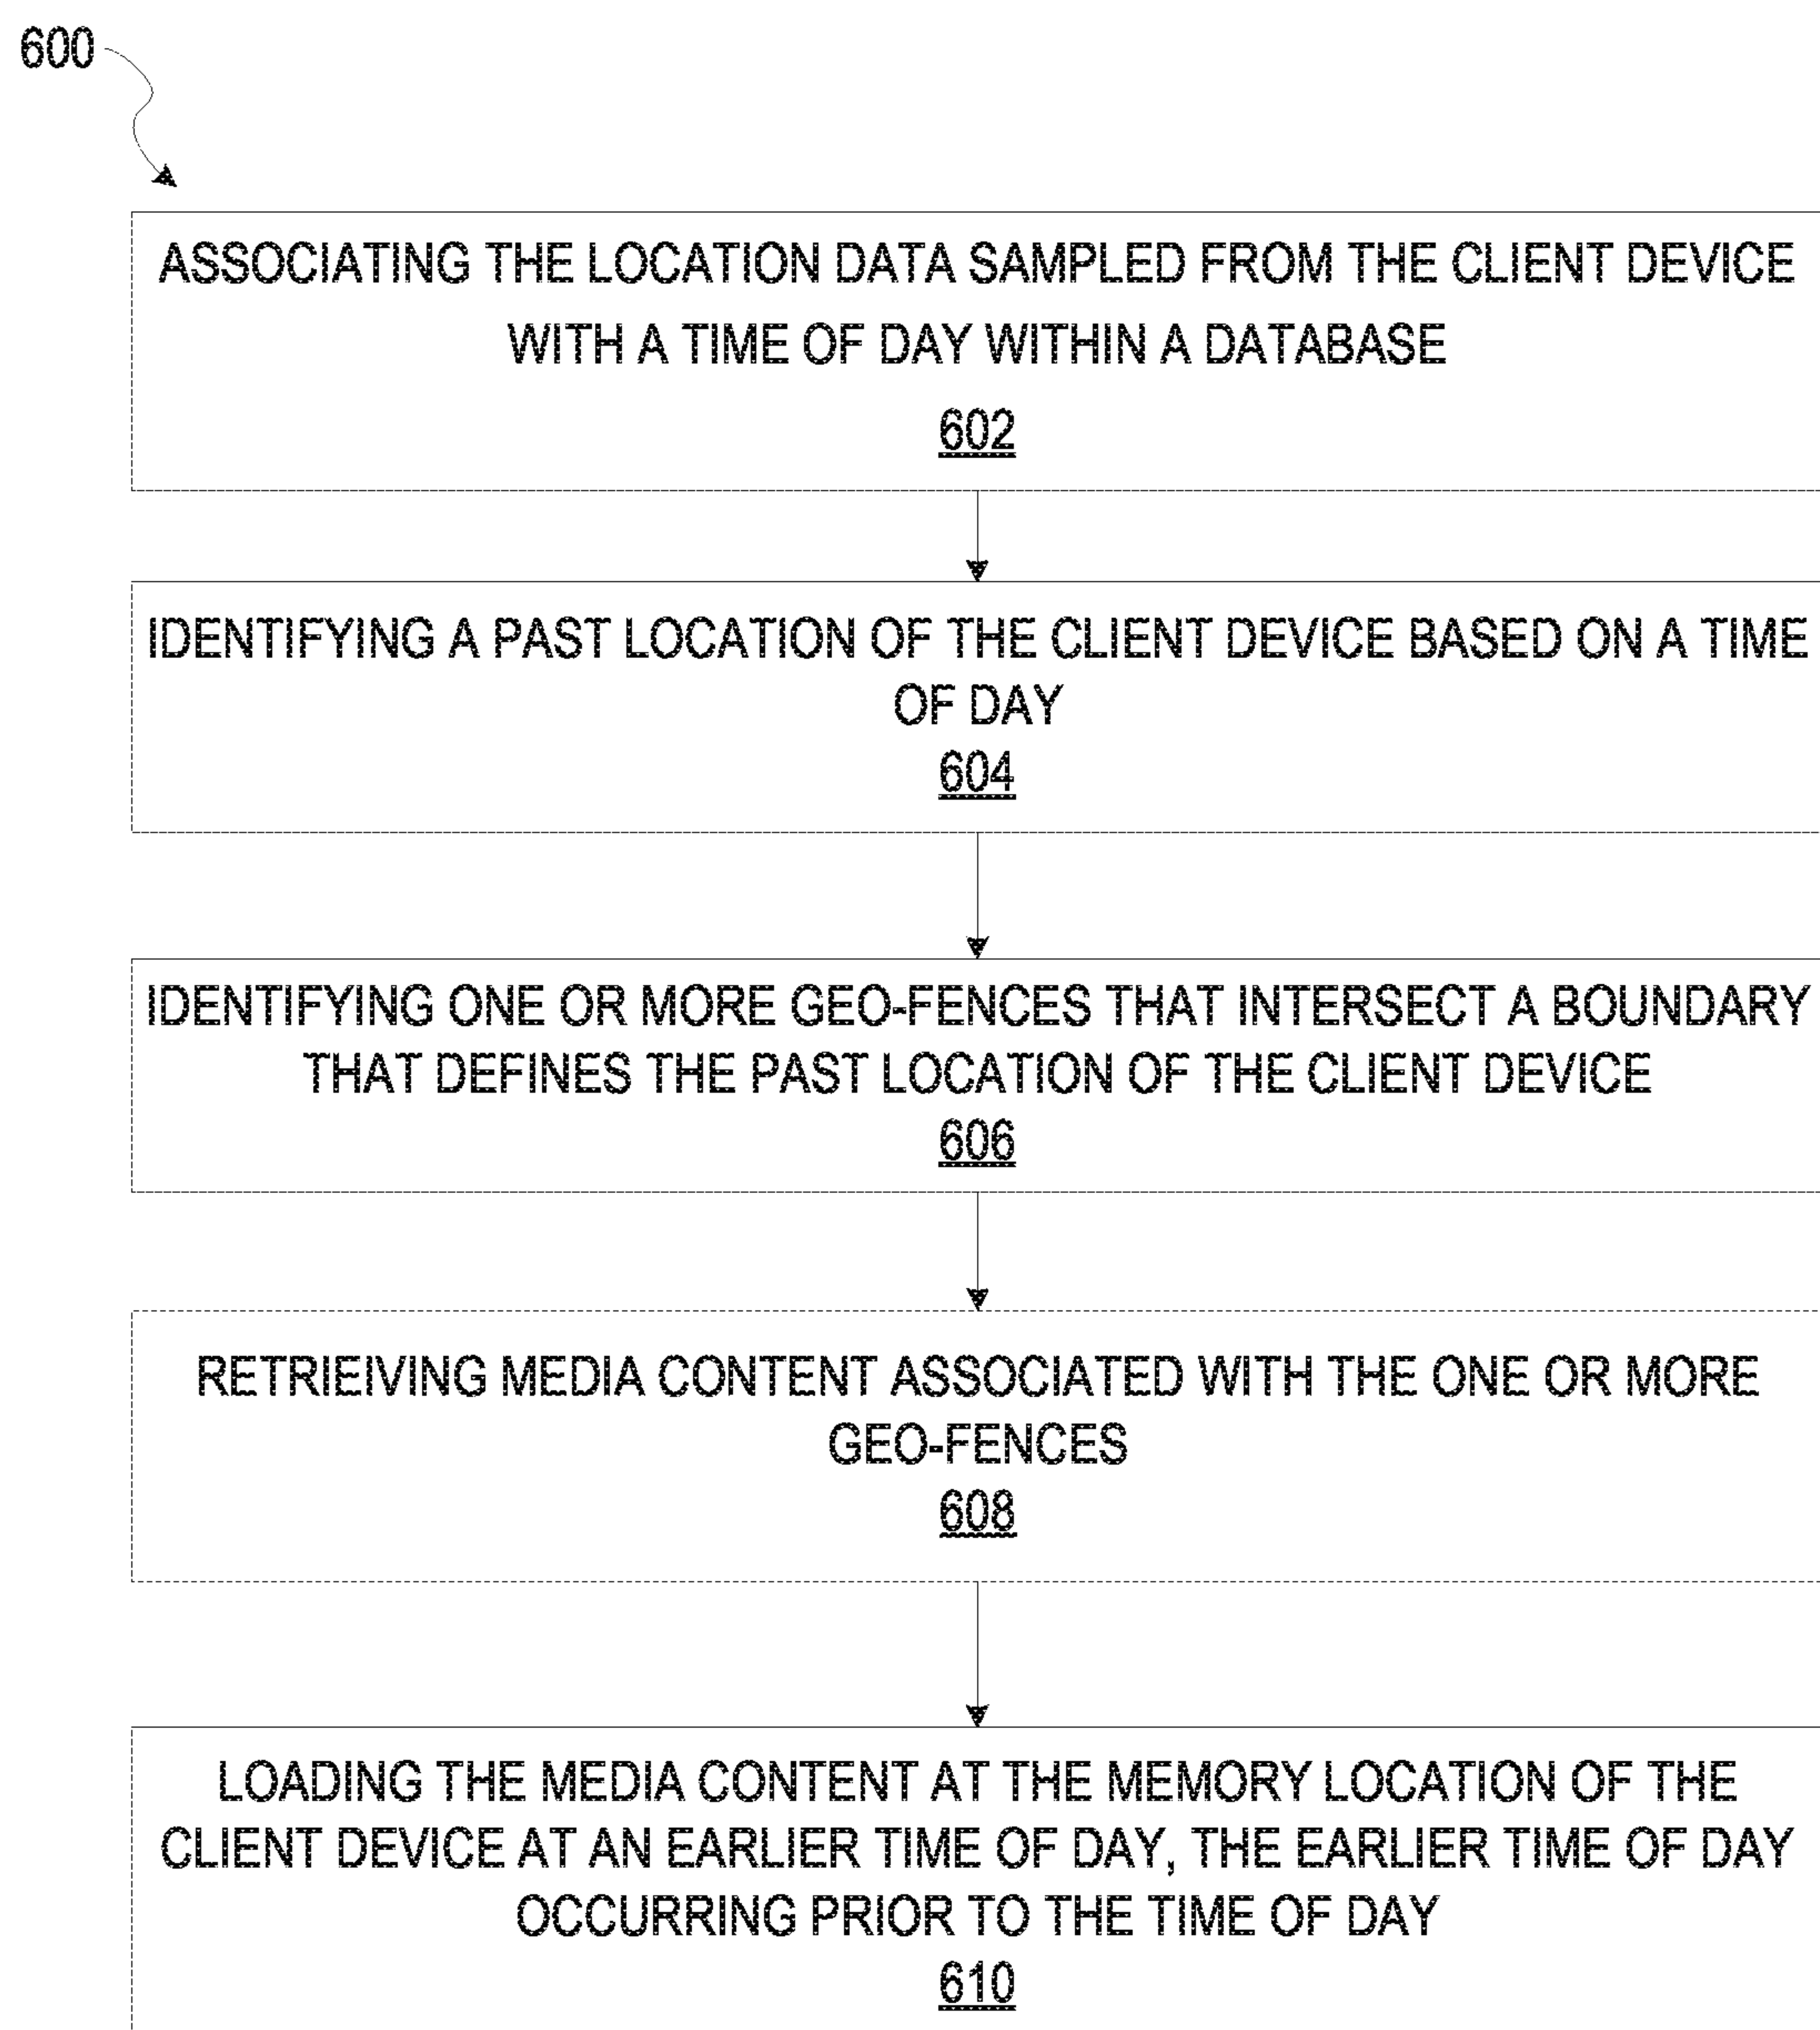 600
ASSOCIATING THE LOCATION DATA SAMPLED FROM THE CLIENT DEVICE
WITH A TIME OF DAY WITHIN A DATABASE
602
IDENTIFYING A PAST LOCATION OF THE CLIENT DEVICE BASED ON A TIME
OF DAY
604
IDENTIFYING ONE OR MORE GEO-FENCES THAT INTERSECT A BOUNDARY
THAT DEFINES THE PAST LOCATION OF THE CLIENT DEVICE
606
RETRIEIVING MEDIA CONTENT ASSOCIATED WITH THE ONE OR MORE
GEO-FENCES
608
LOADING THE MEDIA CONTENT AT THE MEMORY LOCATION OF THE
CLIENT DEVICE AT AN EARLIER TIME OF DAY, THE EARLIER TIME OF DAY
OCCURRING PRIOR TO THE TIME OF DAY
610